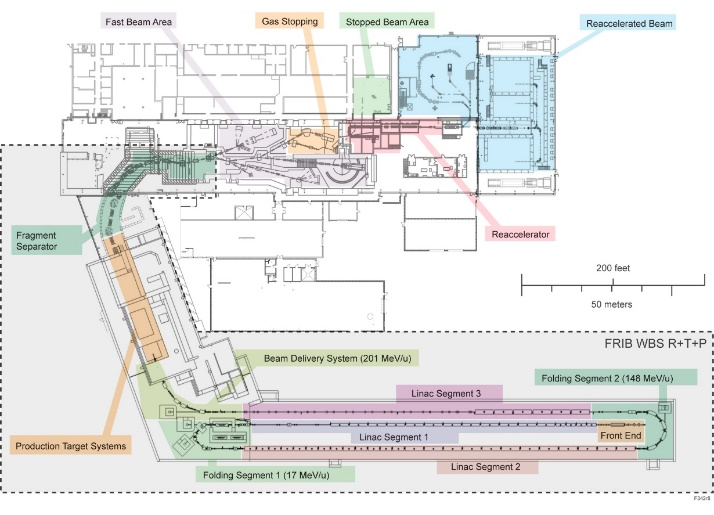 Fast Beam Area
Gas Stopping
Stopped Beam Area
Reaccelerated Beam
Fragment
Separator
Reaccelerator
200 feet
50 meters
FRIB WBS R+T+P
Beam Delivery System (201 MeV/u)
Folding Segment 2 (148 MeV/u)
Linac Segment 3
Linac Segment 1
Front End
Production Target Systems
Linac Segment 2
Folding Segment 1 (17 MeV/u)